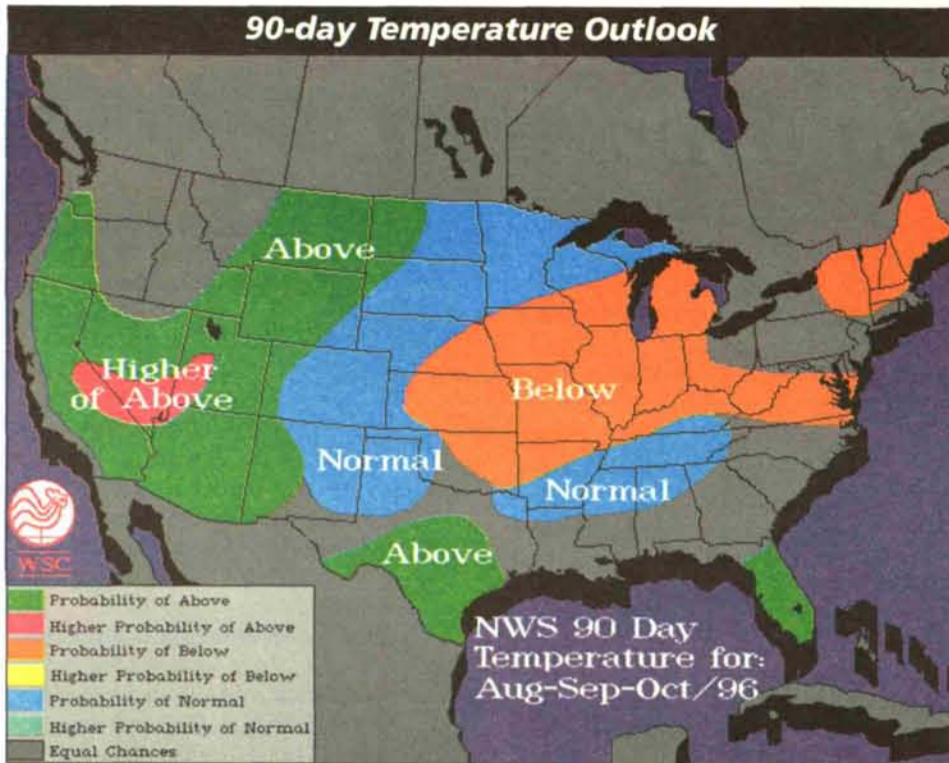 90-day Temperature Outlook
Above
Higher
of Above
Below
Normal
Normal
Above
WSC
NWS 90 Day
Temperature for:
Aug-Sep-Oct/96
Probability of Above
Higher Probability of Above
Probability of Below
Higher Probability of Below
Probability of Normal
Higher Probability of Normal
Equal Chances